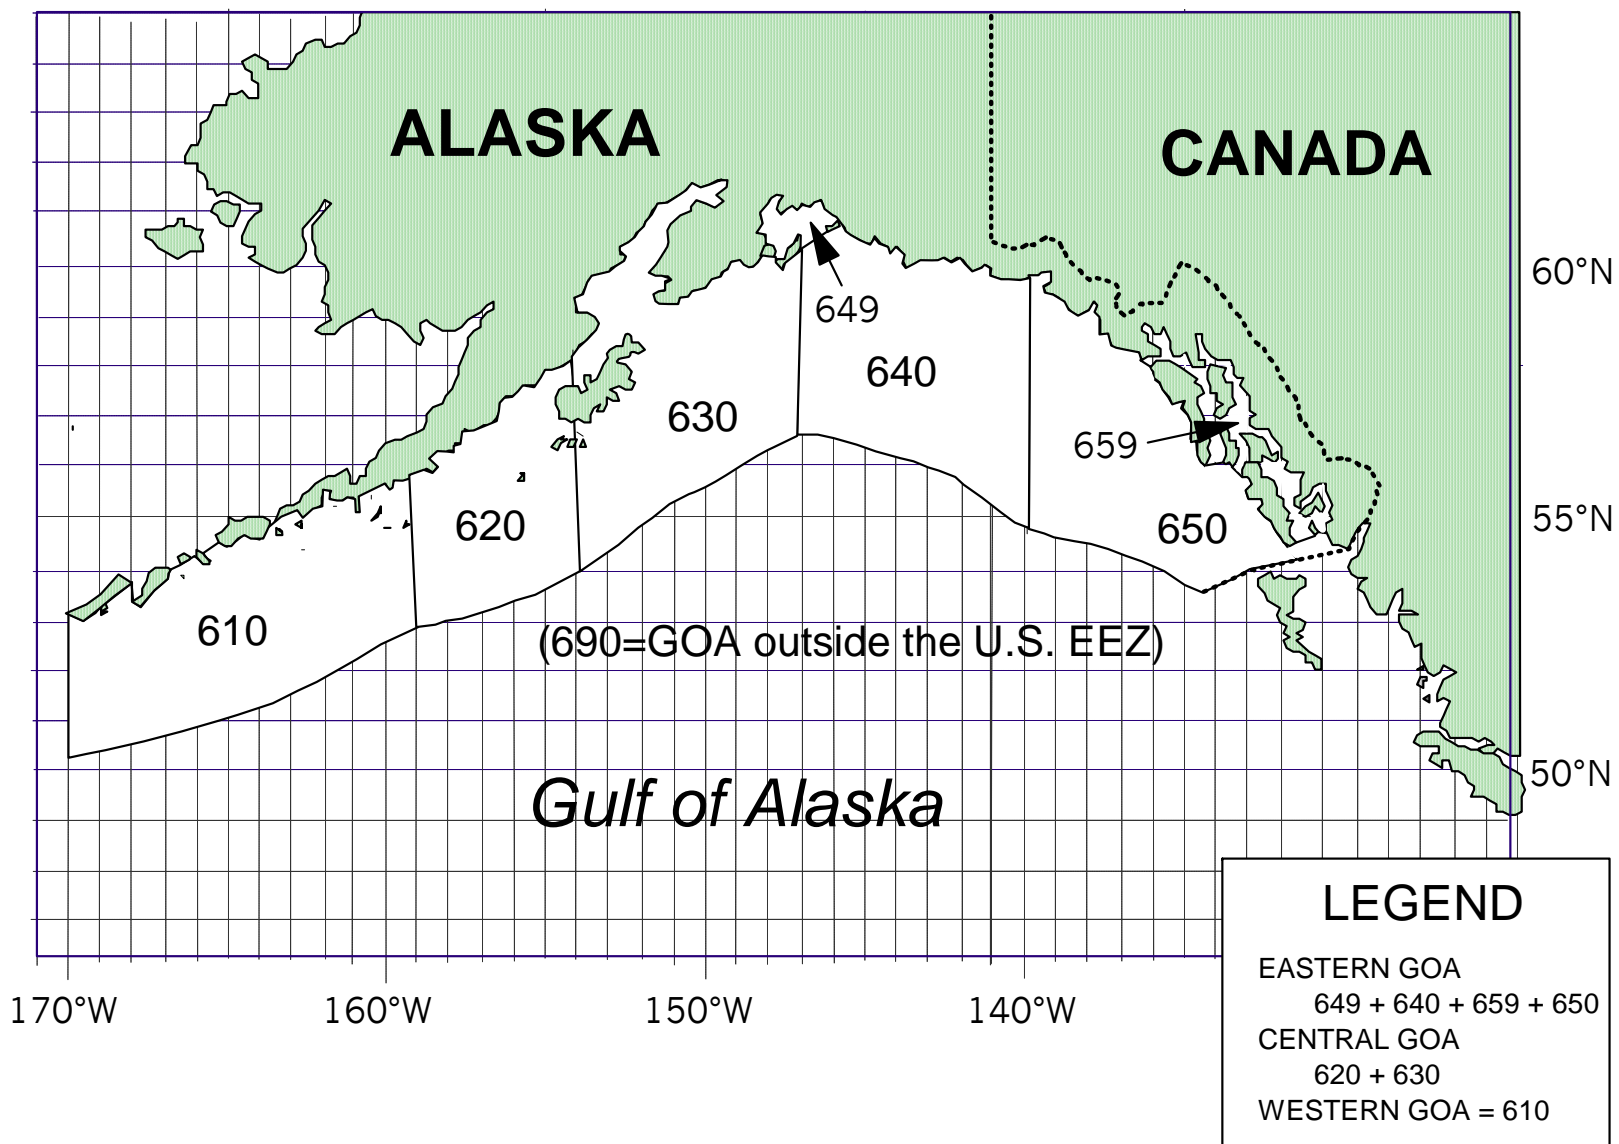 ALASKA
CANADA
60°N
649
640
630
659
55°N
620
650
610
(690=GOA outside the U.S. EEZ)
50°N
Gulf of Alaska
170°W
160°W
150°W
140°W
LEGEND
EASTERN GOA
649 + 640 + 659 + 650
CENTRAL GOA
620 + 630
WESTERN GOA = 610